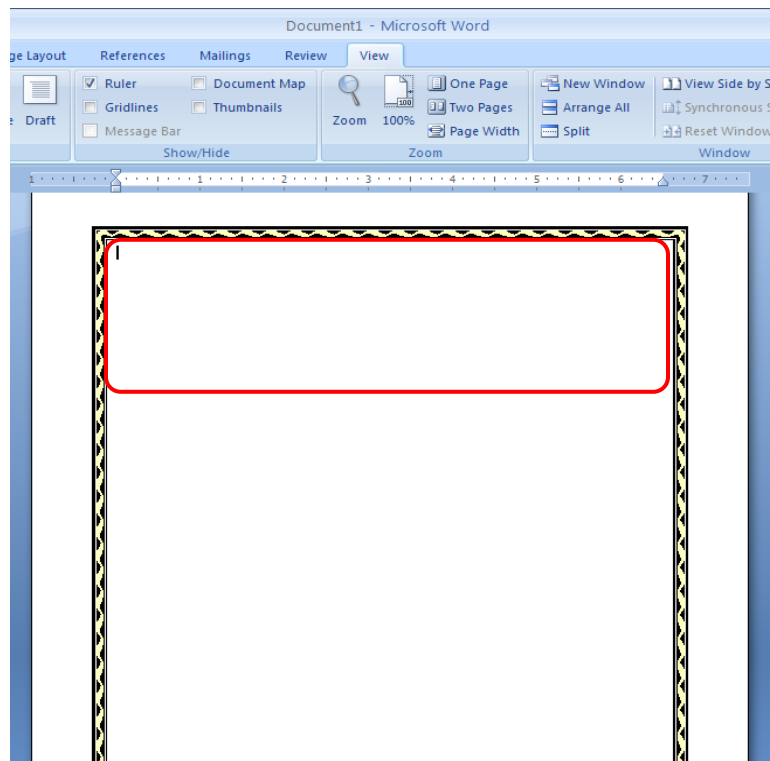 Document1 - Microsoft Word
ge Layout References Mailings Review View
Ruler Document Map One Page New Window View Side by S
Gridlines Thumbnails Two Pages Arrange All Synchronous S
Draft Message Bar Zoom 100% Page Width Split Reset Window
Show/Hide Zoom Window
1 1 2 3 4 5 6 7